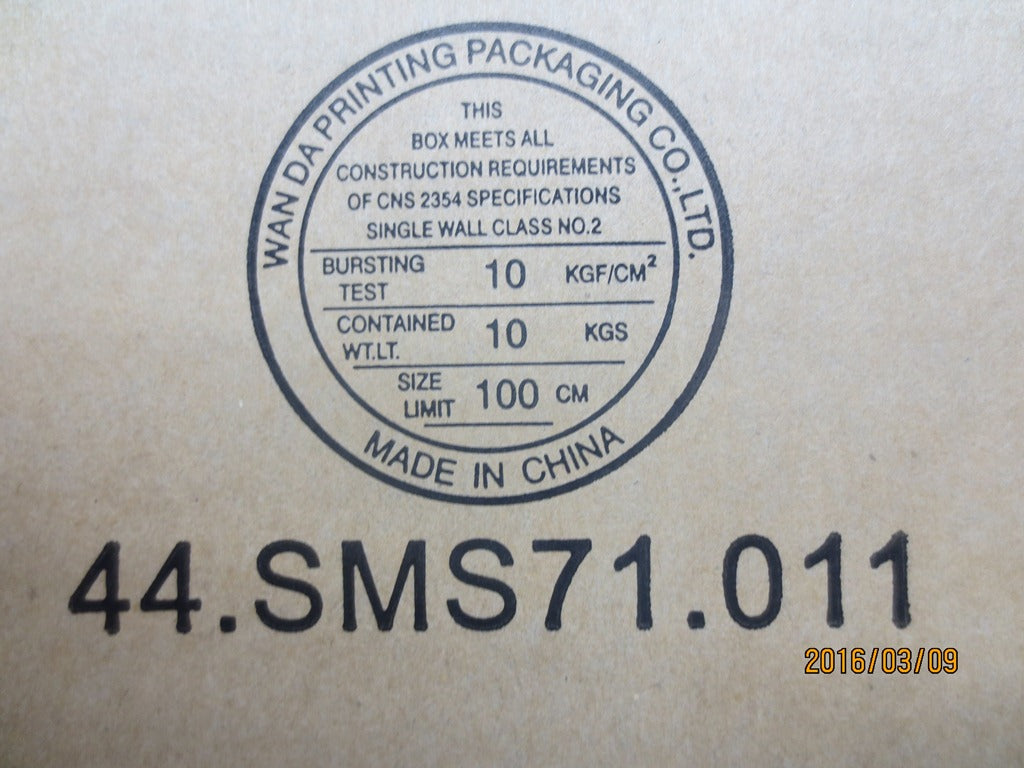 WAN DA PRINTING PACKAGING CO.,LTD.
THIS
BOX MEETS ALL
CONSTRUCTION REQUIREMENTS
OF CNS 2354 SPECIFICATIONS
SINGLE WALL CLASS NO.2
BURSTING TEST 10 KGF/CM²
CONTAINED WT.LT. 10 KGS
SIZE LIMIT 100 CM
MADE IN CHINA
44.SMS71.011
2016/03/09